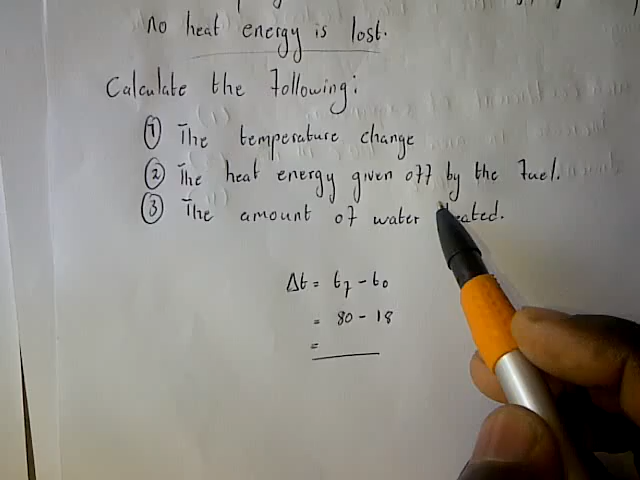 no heat energy is lost.
Calculate the following:
① The temperature change
② The heat energy given off by the fuel.
③ The amount of water heated.
Δt = tf - t0
= 80 - 18
=